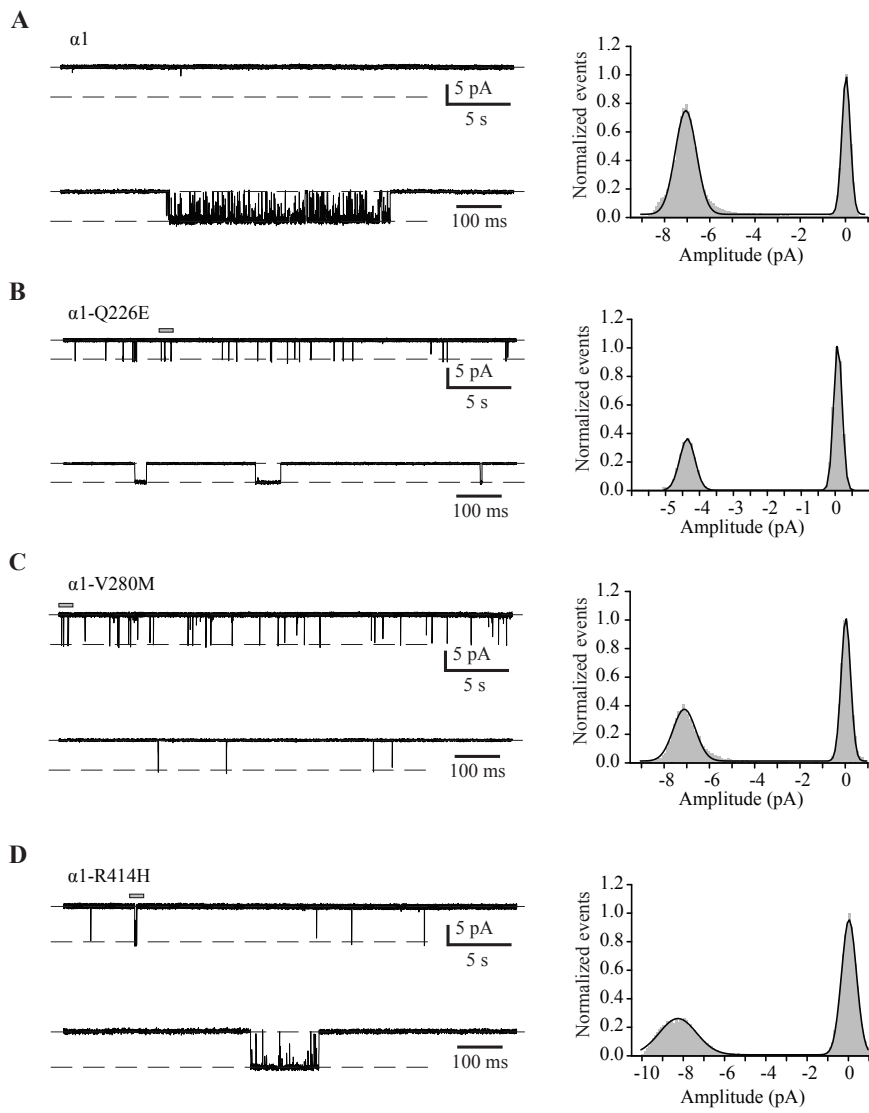 A
α1
5 pA
5 s
100 ms
Normalized events
1.2
1.0
0.8
0.6
0.4
0.2
0.0
-8 -6 -4 -2 0
Amplitude (pA)
B
α1-Q226E
5 pA
5 s
100 ms
Normalized events
1.2
1.0
0.8
0.6
0.4
0.2
0.0
-5 -4 -3 -2 -1 0
Amplitude (pA)
C
α1-V280M
5 pA
5 s
100 ms
Normalized events
1.2
1.0
0.8
0.6
0.4
0.2
0.0
-8 -6 -4 -2 0
Amplitude (pA)
D
α1-R414H
5 pA
5 s
100 ms
Normalized events
1.2
1.0
0.8
0.6
0.4
0.2
0.0
-10 -8 -6 -4 -2 0
Amplitude (pA)